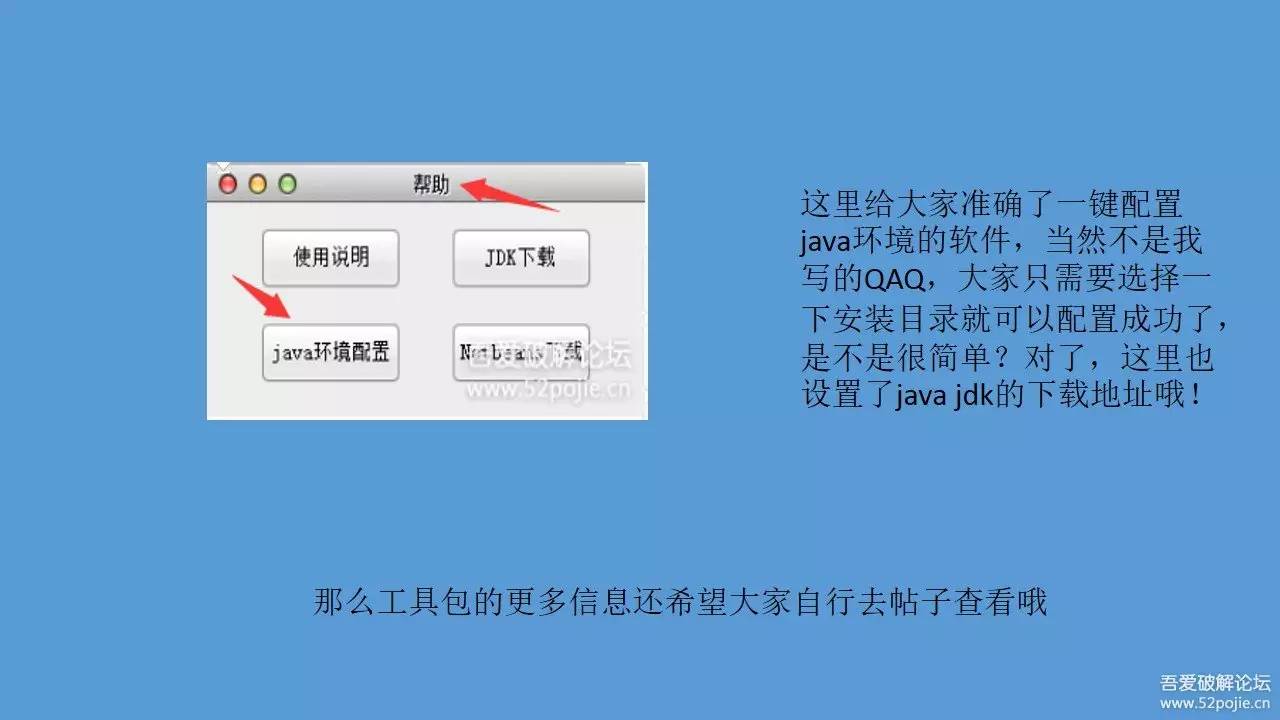 帮助
使用说明
JDK下载
java环境配置
Netbeans下载
吾爱破解论坛
www.52pojie.cn
这里给大家准确了一键配置
java环境的软件，当然不是我
写的QAQ，大家只需要选择一
下安装目录就可以配置成功了，
是不是很简单？对了，这里也
设置了java jdk的下载地址哦！
那么工具包的更多信息还希望大家自行去帖子查看哦
吾爱破解论坛
www.52pojie.cn